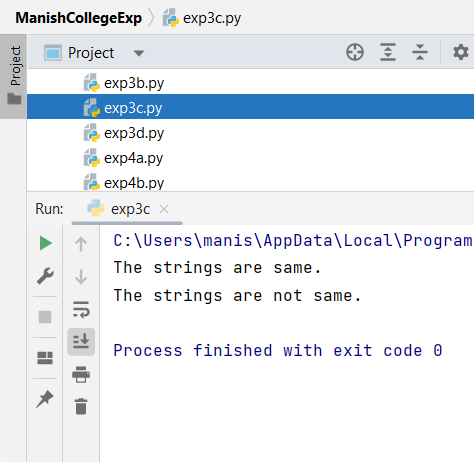 ManishCollegeExp exp3c.py
Project
Project
exp3b.py
exp3c.py
exp3d.py
exp4a.py
exp4b.py
Run: exp3c
C:\Users\manis\AppData\Local\Program
The strings are same.
The strings are not same.
Process finished with exit code 0